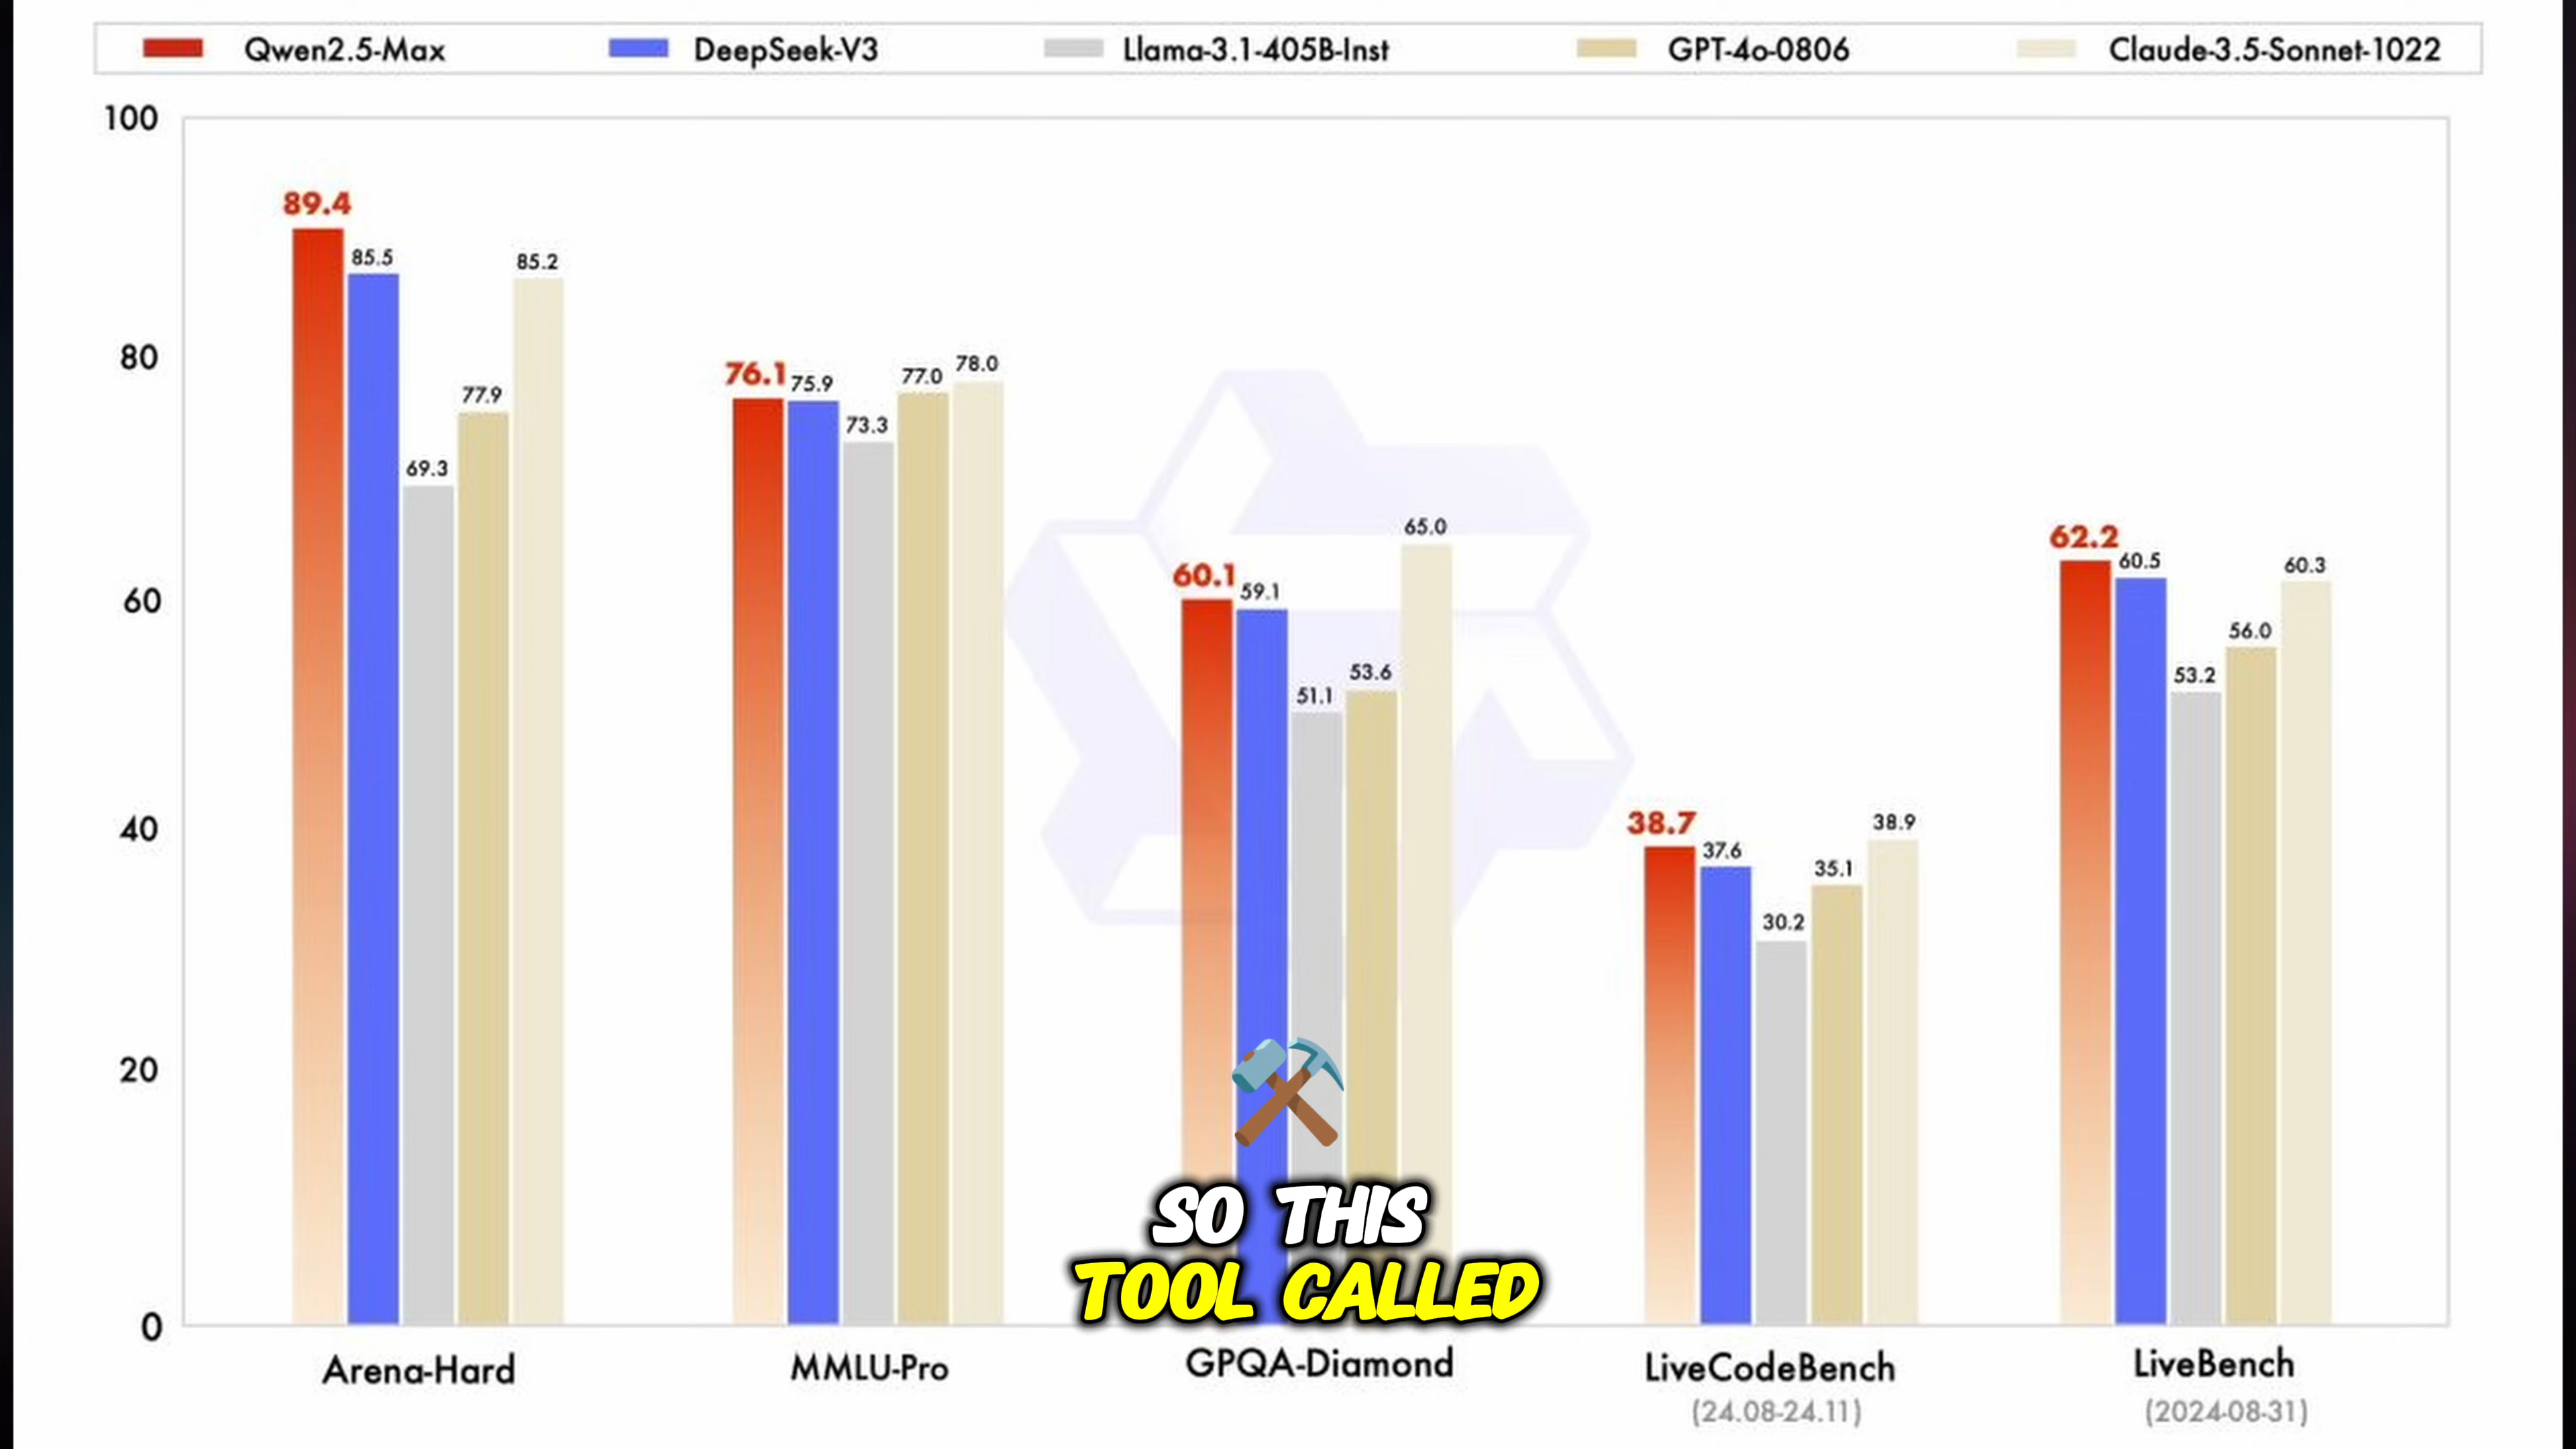 Qwen2.5-Max DeepSeek-V3 Llama-3.1-405B-Inst GPT-4o-0806 Claude-3.5-Sonnet-1022
100
80
60
40
20
0
89.4 85.5 69.3 77.9 85.2
76.1 75.9 73.3 77.0 78.0
60.1 59.1 51.1 53.6 65.0
38.7 37.6 30.2 35.1 38.9
62.2 60.5 53.2 56.0 60.3
SO THIS
TOOL CALLED
Arena-Hard MMLU-Pro GPQA-Diamond LiveCodeBench LiveBench
(24.08-24.11) (2024-08-31)